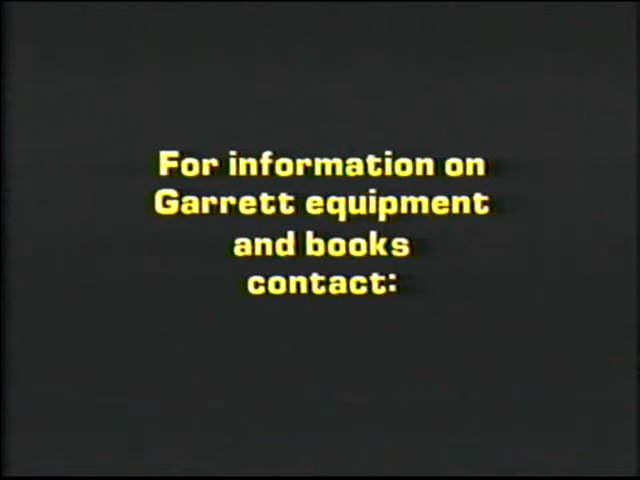 For information on
Garrett equipment
and books
contact: